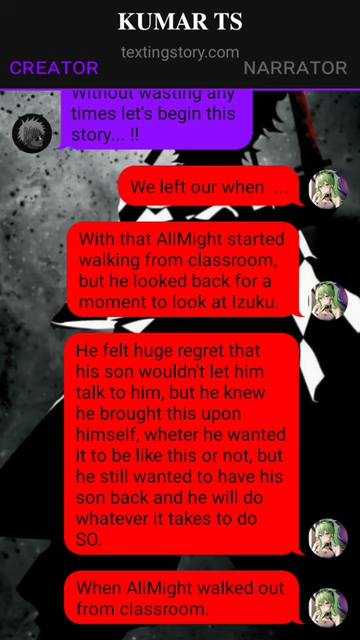 KUMAR TS
textingstory.com
CREATOR
NARRATOR
Without wasting any
times let's begin this
story... !!
We left our when  ...
With that AllMight started
walking from classroom,
but he looked back for a
moment to look at Izuku.
He felt huge regret that
his son wouldn't let him
talk to him, but he knew
he brought this upon
himself, wheter he wanted
it to be like this or not, but
he still wanted to have his
son back and he will do
whatever it takes to do
SO.
When AllMight walked out
from classroom.